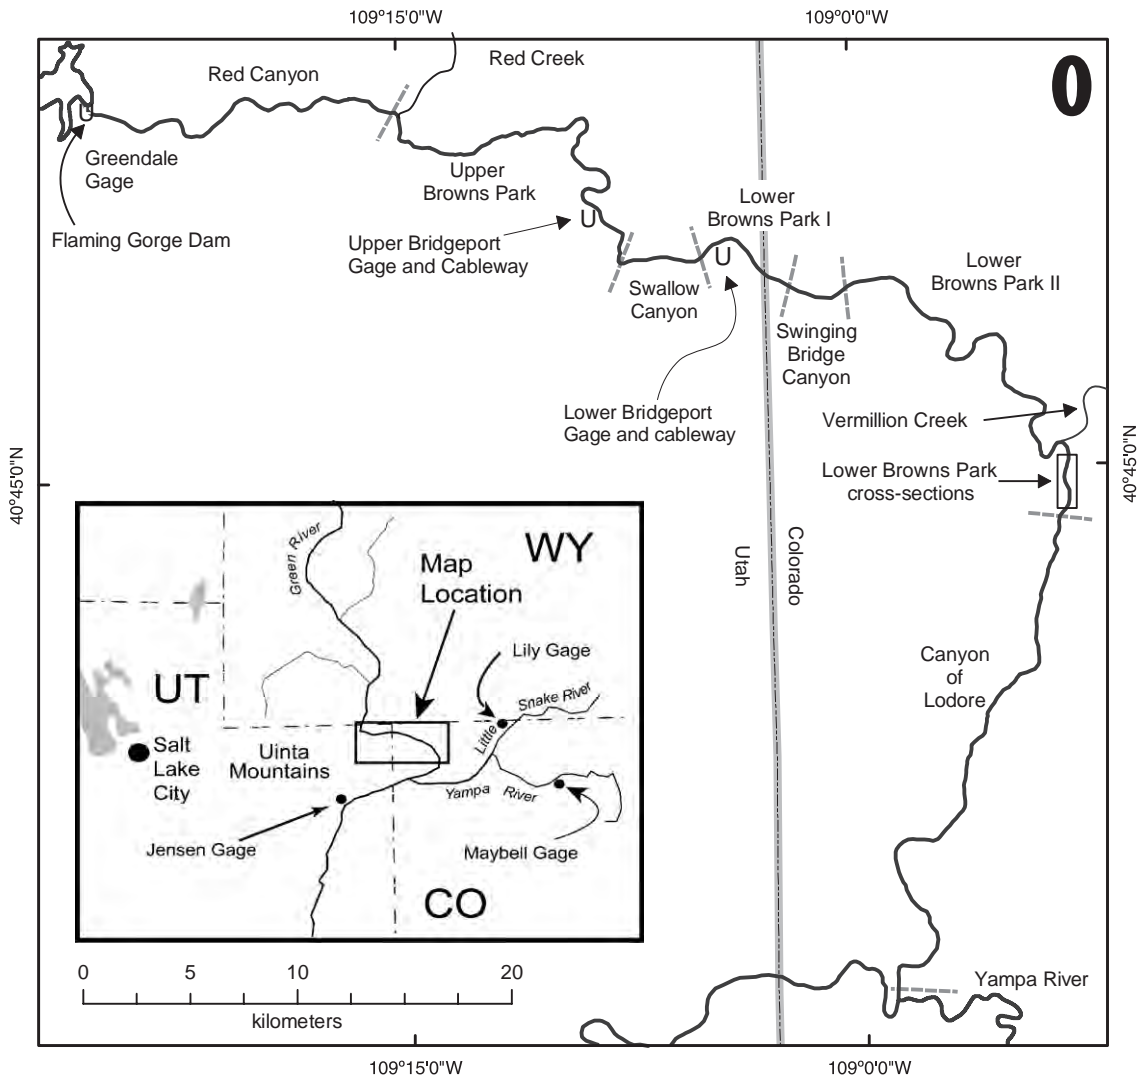 109°15'0"W
109°0'0"W
Red Creek
Red Canyon
0
U
Greendale
Gage
Upper
Browns Park
Lower
Browns Park I
U
Flaming Gorge Dam
Upper Bridgeport
Gage and Cableway
U
Lower
Browns Park II
Swallow
Canyon
Swinging
Bridge
Canyon
Lower Bridgeport
Gage and cableway
Vermillion Creek
40°45'0"N
40°45'0"N
Lower Browns Park
cross-sections
Utah
Colorado
Canyon
of
Lodore
Green River
WY
Map
Location
Lily Gage
UT
Little
Snake River
Salt
Lake
City
Uinta
Mountains
Yampa River
Jensen Gage
Maybell Gage
CO
0 5 10 20
kilometers
Yampa River
109°15'0"W
109°0'0"W